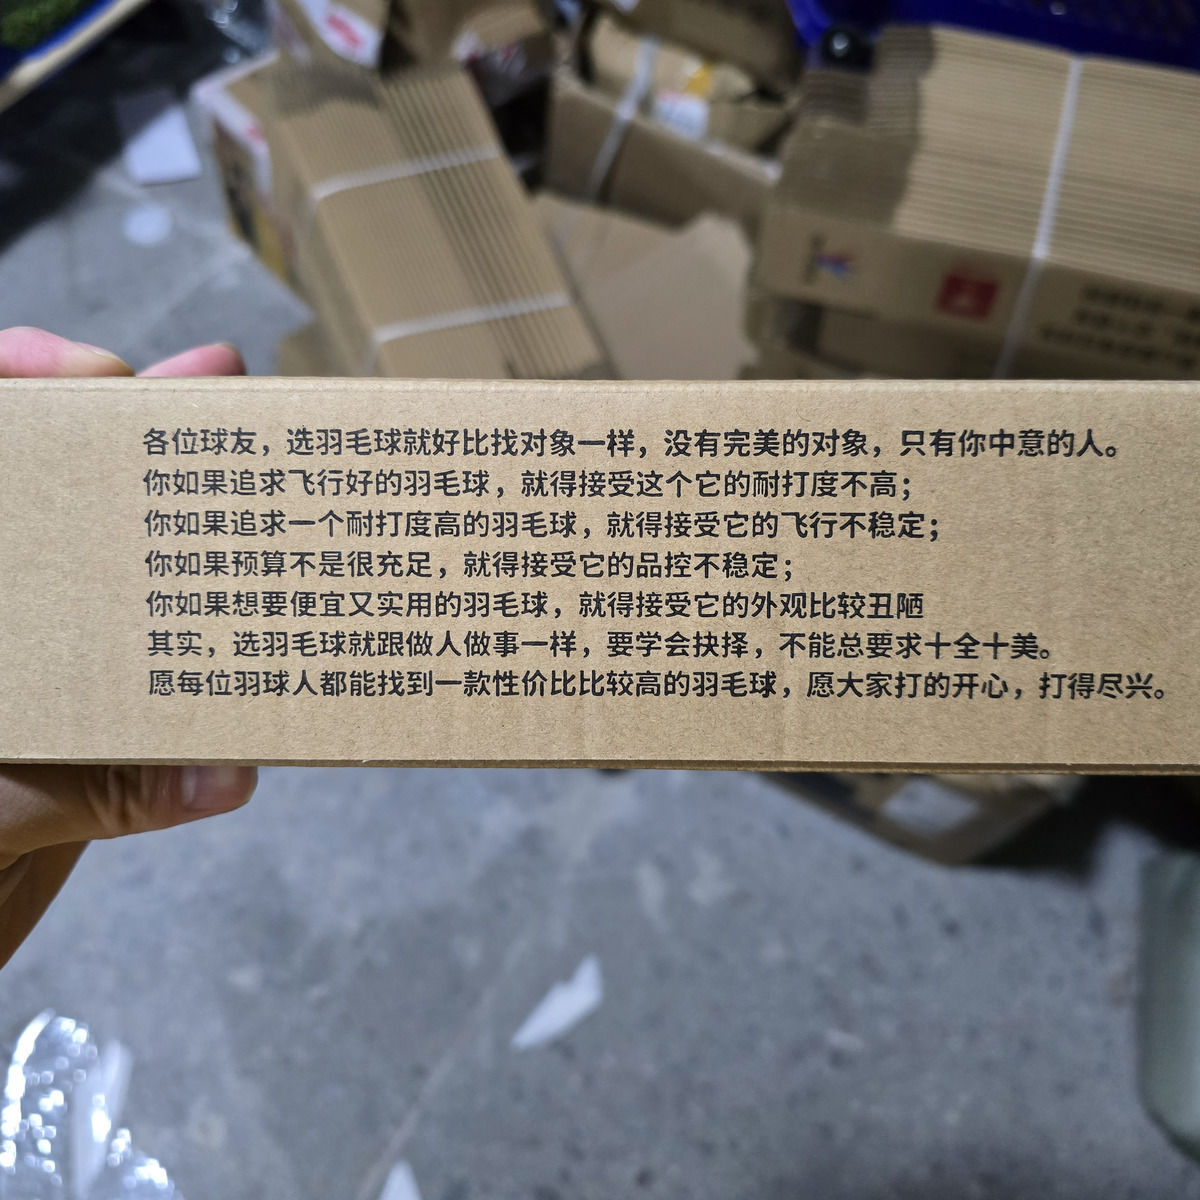 各位球友，选羽毛球就好比找对象一样，没有完美的对象，只有你中意的人。
你如果追求飞行好的羽毛球，就得接受这个它的耐打度不高；
你如果追求一个耐打度高的羽毛球，就得接受它的飞行不稳定；
你如果预算不是很充足，就得接受它的品控不稳定；
你如果想要便宜又实用的羽毛球，就得接受它的外观比较丑陋
其实，选羽毛球就跟做人做事一样，要学会抉择，不能总要求十全十美。
愿每位羽球人都能找到一款性价比比较高的羽毛球，愿大家打的开心，打得尽兴。